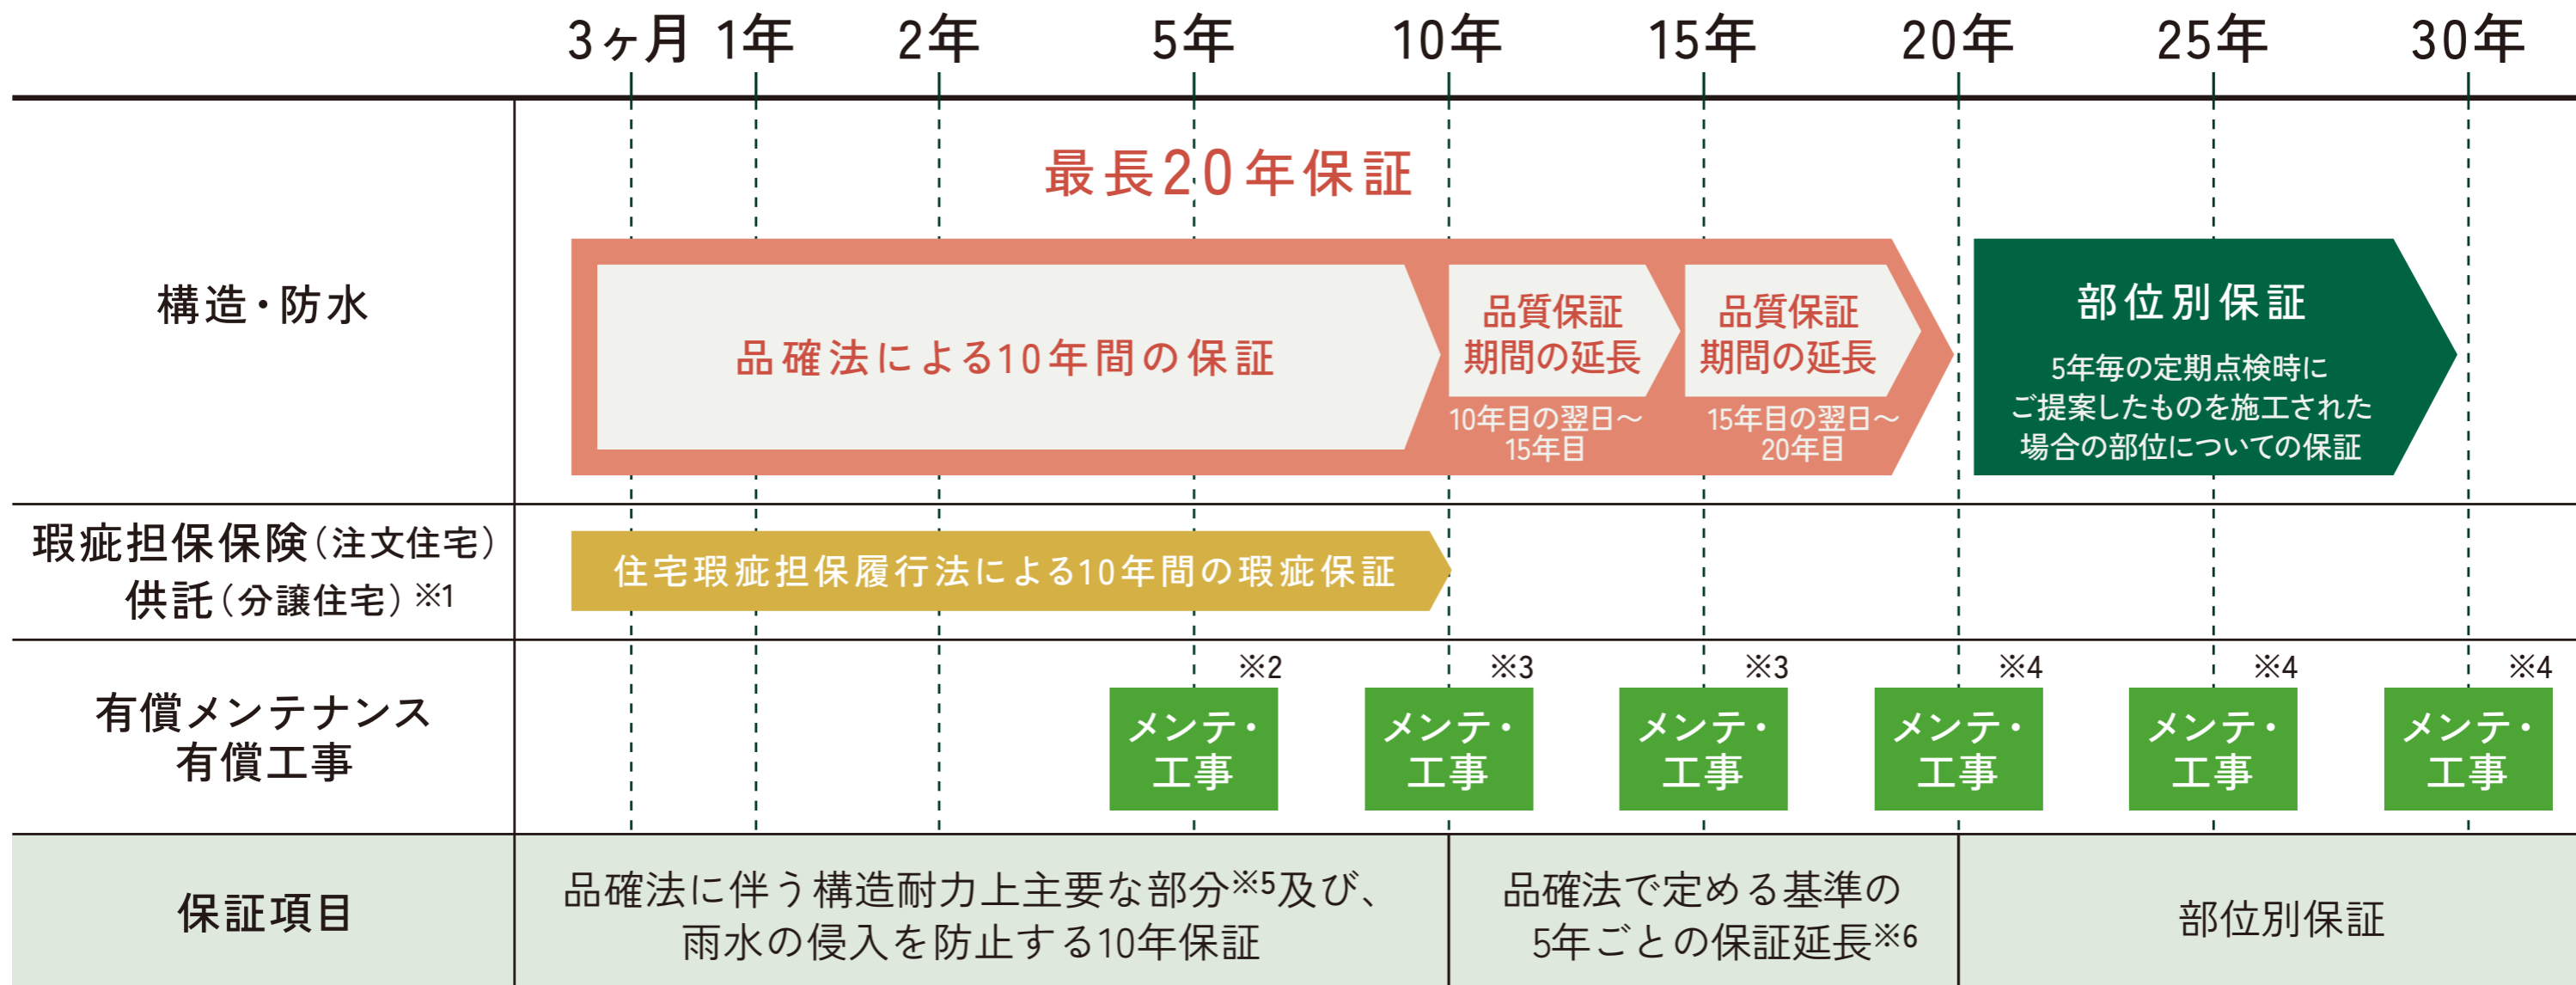 3ヶ月 1年 2年 5年 10年 15年 20年 25年 30年
構造・防水
最長20年保証
品確法による10年間の保証
品質保証
期間の延長
10年目の翌日～
15年目
品質保証
期間の延長
15年目の翌日～
20年目
部位別保証
5年毎の定期点検時に
ご提案したものを施工された
場合の部位についての保証
瑕疵担保保険(注文住宅)
供託(分譲住宅)※1
住宅瑕疵担保履行法による10年間の瑕疵保証
有償メンテナンス
有償工事
※2
メンテ・
工事
※3
メンテ・
工事
※3
メンテ・
工事
※4
メンテ・
工事
※4
メンテ・
工事
※4
メンテ・
工事
保証項目
品確法に伴う構造耐力上主要な部分※5及び、
雨水の侵入を防止する10年保証
品確法で定める基準の
5年ごとの保証延長※6
部位別保証